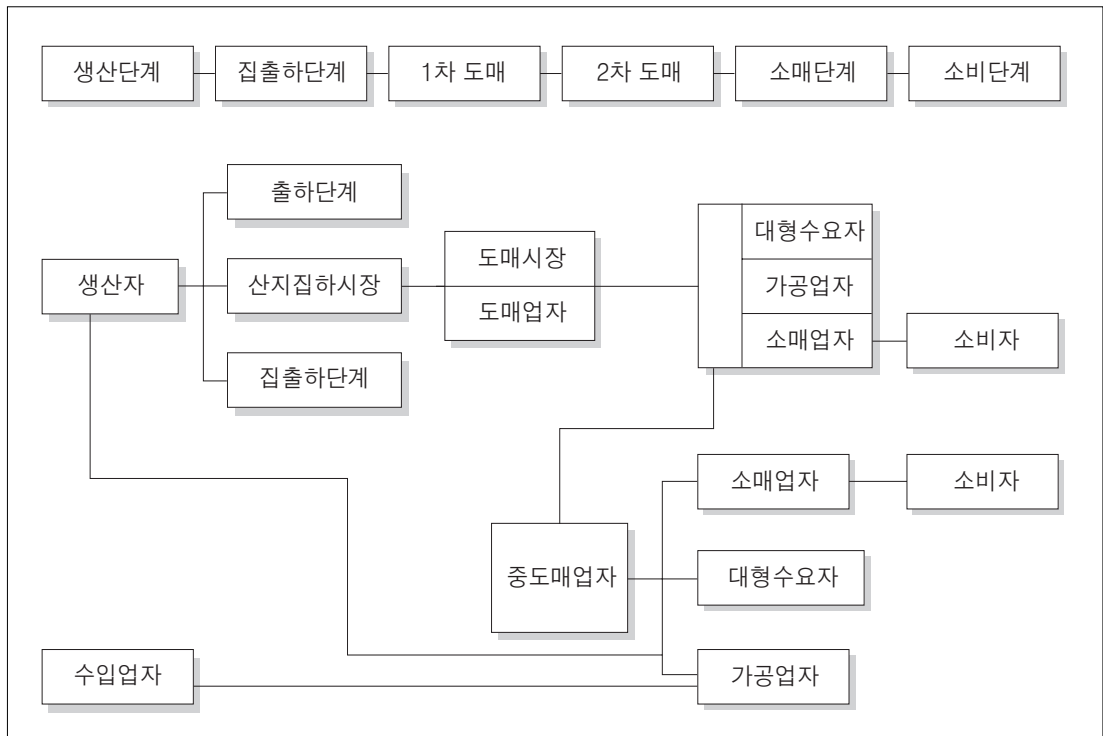 생산단계
집출하단계
1차 도매
2차 도매
소매단계
소비단계
출하단계
생산자
산지집하시장
집출하단계
도매시장
도매업자
대형수요자
가공업자
소매업자
소비자
소매업자
소비자
중도매업자
대형수요자
수입업자
가공업자